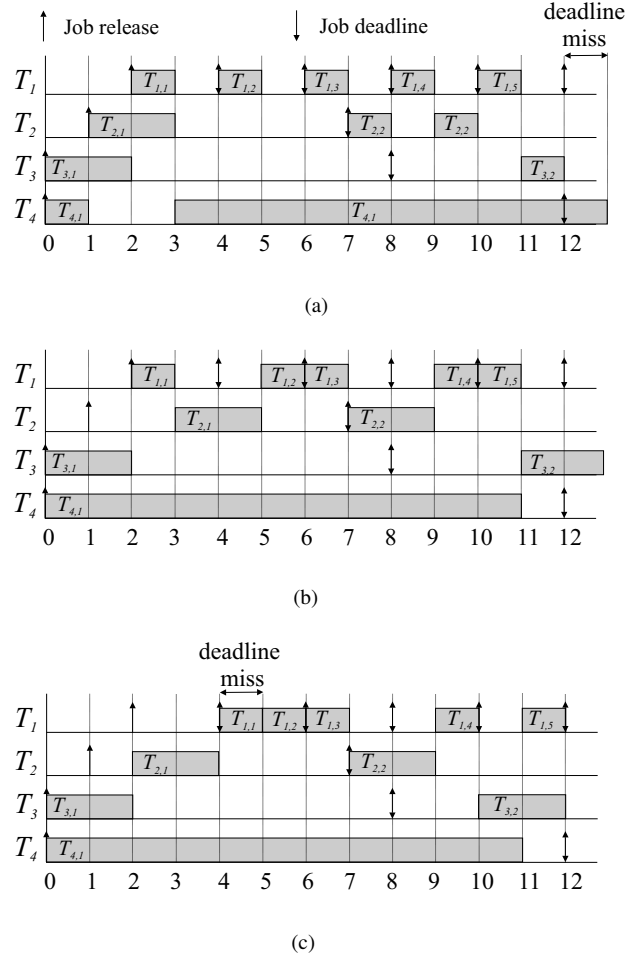 Job release Job deadline deadline miss
T1 T1,1 T1,2 T1,3 T1,4 T1,5
T2 T2,1 T2,2 T2,2
T3 T3,1 T3,2
T4 T4,1 T4,1
0 1 2 3 4 5 6 7 8 9 10 11 12
(a)
T1 T1,1 T1,2 T1,3 T1,4 T1,5
T2 T2,1 T2,2
T3 T3,1 T3,2
T4 T4,1
0 1 2 3 4 5 6 7 8 9 10 11 12
(b)
deadline
miss
T1 T1,1 T1,2 T1,3 T1,4 T1,5
T2 T2,1 T2,2
T3 T3,1 T3,2
T4 T4,1
0 1 2 3 4 5 6 7 8 9 10 11 12
(c)